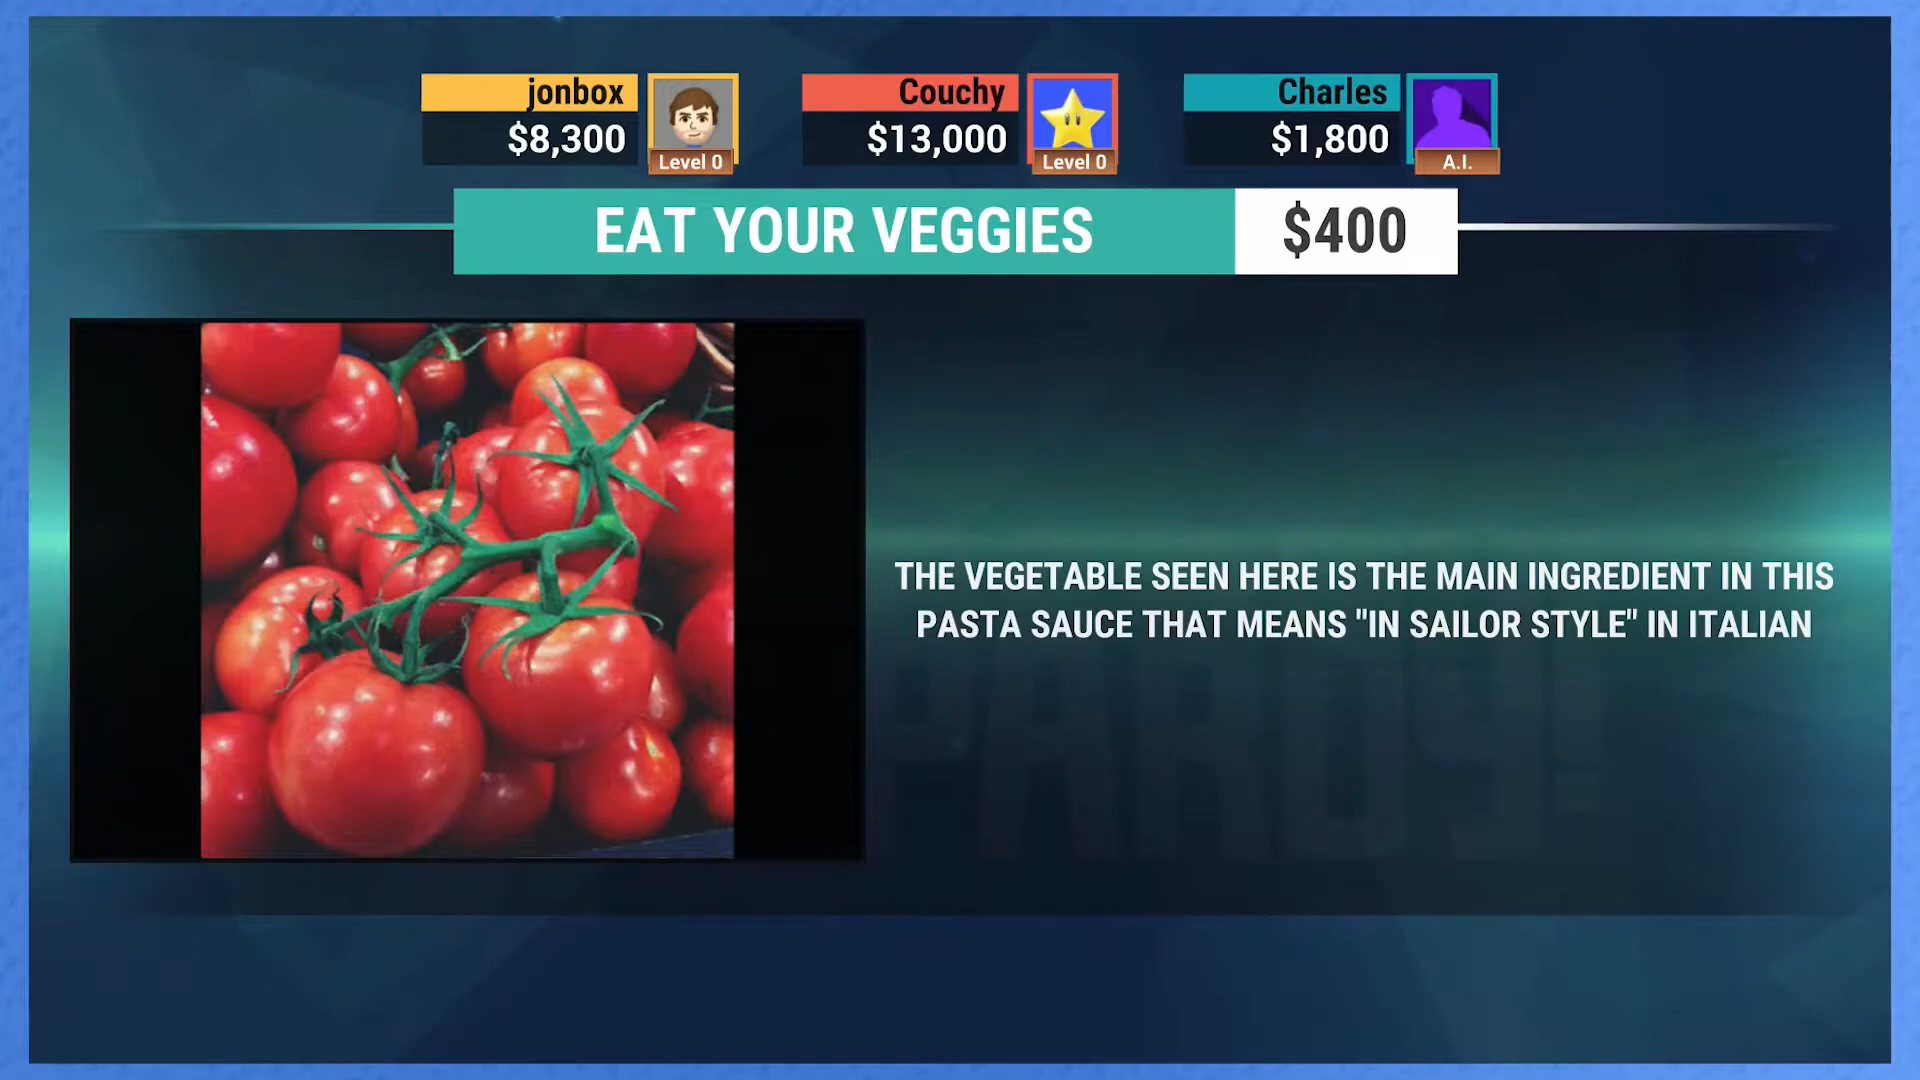 jonbox
$8,300
Level 0
Couchy
$13,000
Level 0
Charles
$1,800
A.I.
EAT YOUR VEGGIES
$400
THE VEGETABLE SEEN HERE IS THE MAIN INGREDIENT IN THIS
PASTA SAUCE THAT MEANS "IN SAILOR STYLE" IN ITALIAN
PARDY!